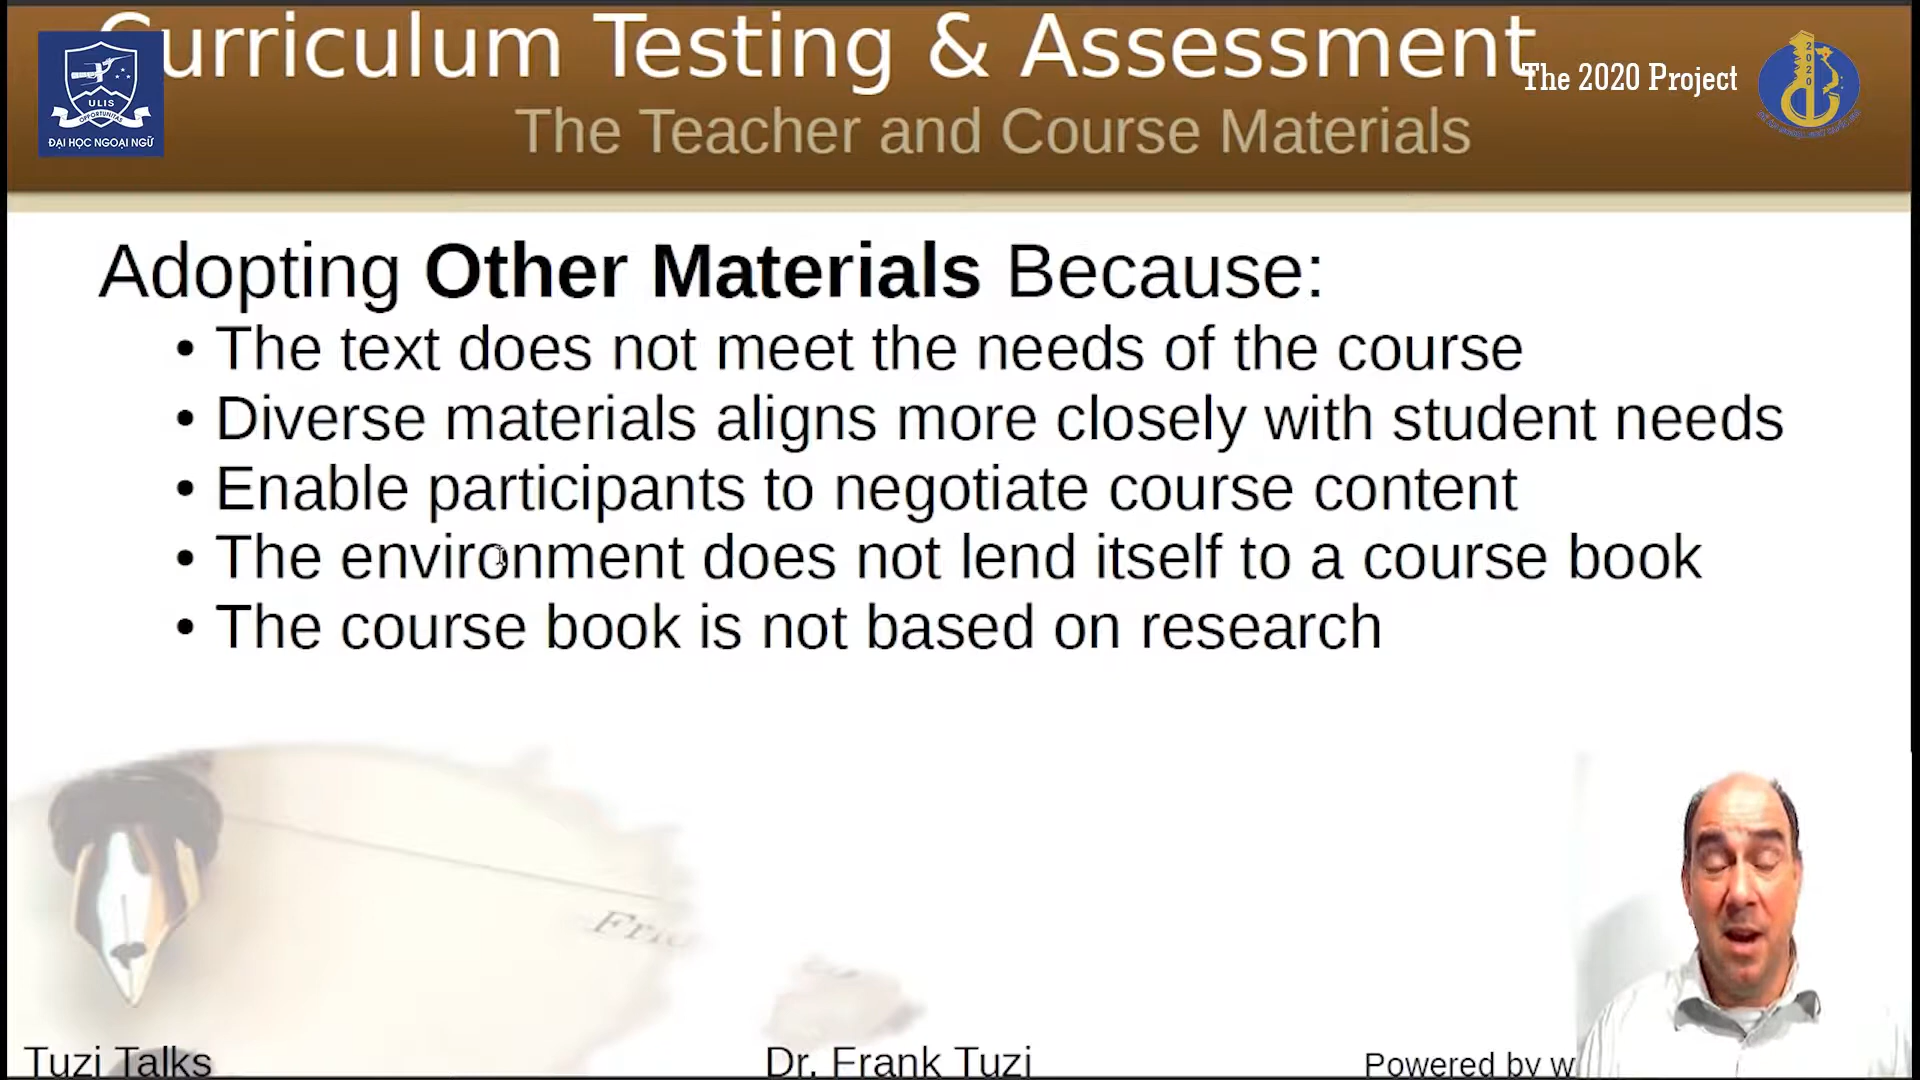 Curriculum Testing & Assessment
The 2020 Project
2020
ULIS
OPPORTUNITAS
ĐẠI HỌC NGOẠI NGỮ
The Teacher and Course Materials
Adopting Other Materials Because:
• The text does not meet the needs of the course
• Diverse materials aligns more closely with student needs
• Enable participants to negotiate course content
• The environment does not lend itself to a course book
• The course book is not based on research
Tuzi Talks
Dr. Frank Tuzi
Powered by w